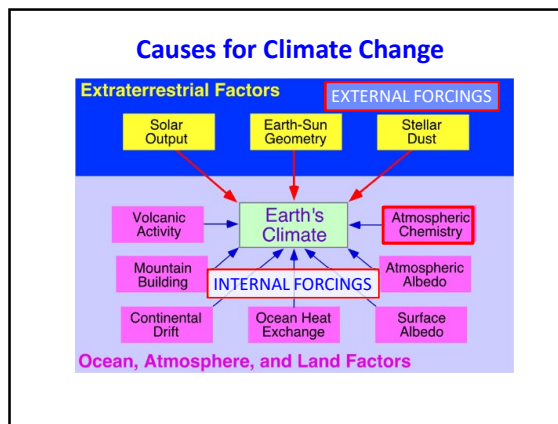 Causes for Climate Change
Extraterrestrial Factors
EXTERNAL FORCINGS
Solar
Output
Earth-Sun
Geometry
Stellar
Dust
Volcanic
Activity
Earth's
Climate
Atmospheric
Chemistry
Mountain
Building
INTERNAL FORCINGS
Atmospheric
Albedo
Continental
Drift
Ocean Heat
Exchange
Surface
Albedo
Ocean, Atmosphere, and Land Factors